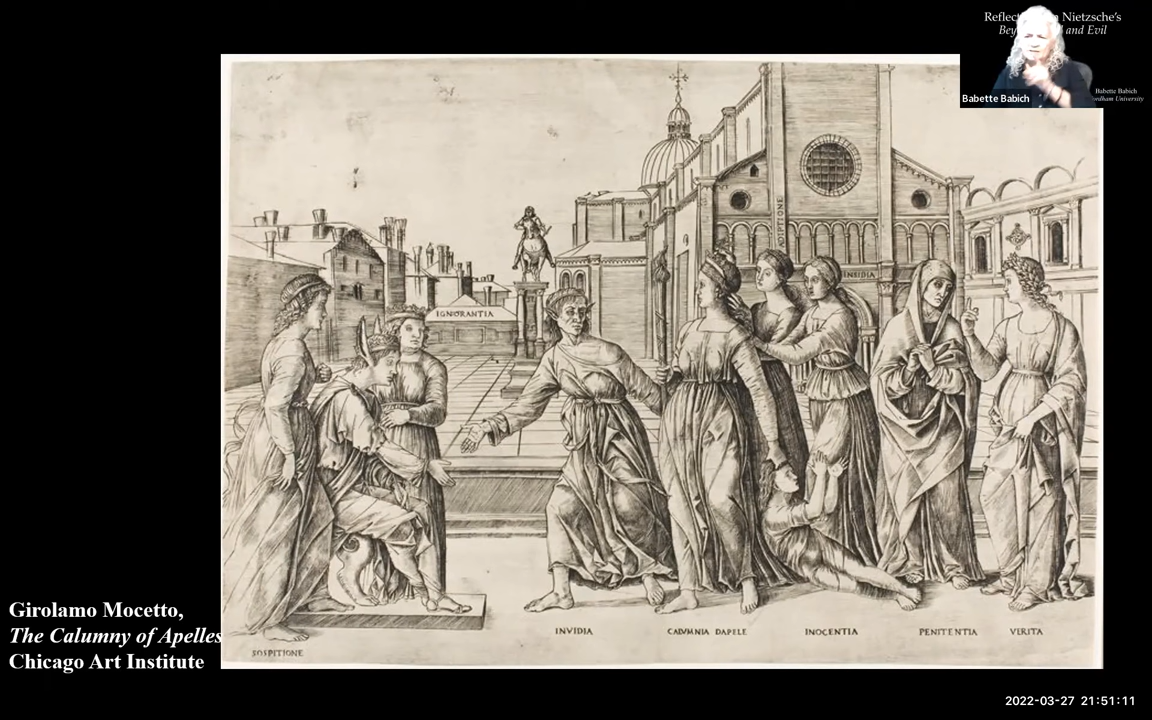 Reflect Nietzsche's
Bey and Evil
Babette Babich
Babette Babich
rdham University
IGNORANTIA
INSIDIA
INVIDIA
CALVMNIA DAPELE
INOCENTIA
PENITENTIA
VERITA
SOSPITIONE
Girolamo Mocetto,
The Calumny of Apelles
Chicago Art Institute
2022-03-27 21:51:11